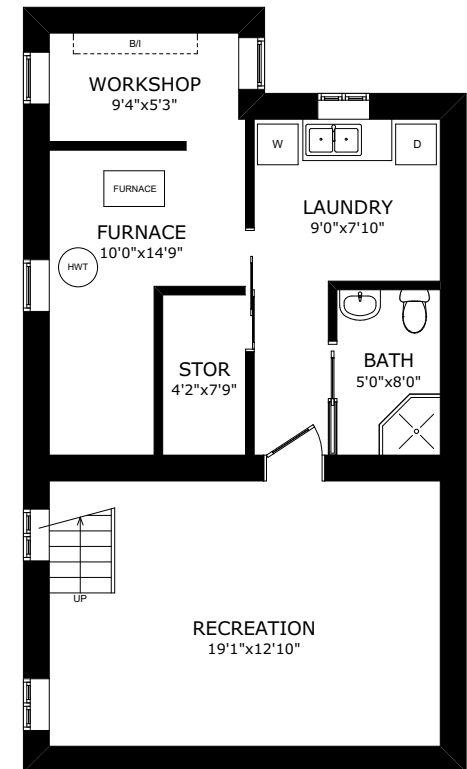 B/I
WORKSHOP
9'4"x5'3"
W
D
FURNACE
LAUNDRY
9'0"x7'10"
FURNACE
10'0"x14'9"
HWT
STOR
4'2"x7'9"
BATH
5'0"x8'0"
UP
RECREATION
19'1"x12'10"